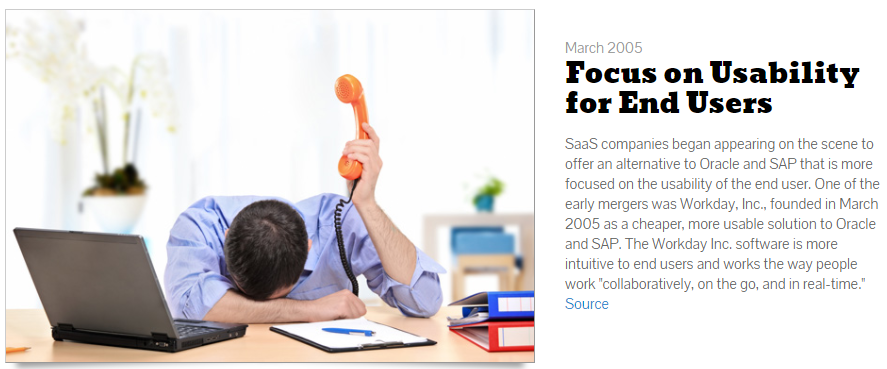 March 2005
Focus on Usability
for End Users
SaaS companies began appearing on the scene to
offer an alternative to Oracle and SAP that is more
focused on the usability of the end user. One of the
early mergers was Workday, Inc., founded in March
2005 as a cheaper, more usable solution to Oracle
and SAP. The Workday Inc. software is more
intuitive to end users and works the way people
work "collaboratively, on the go, and in real-time."
Source